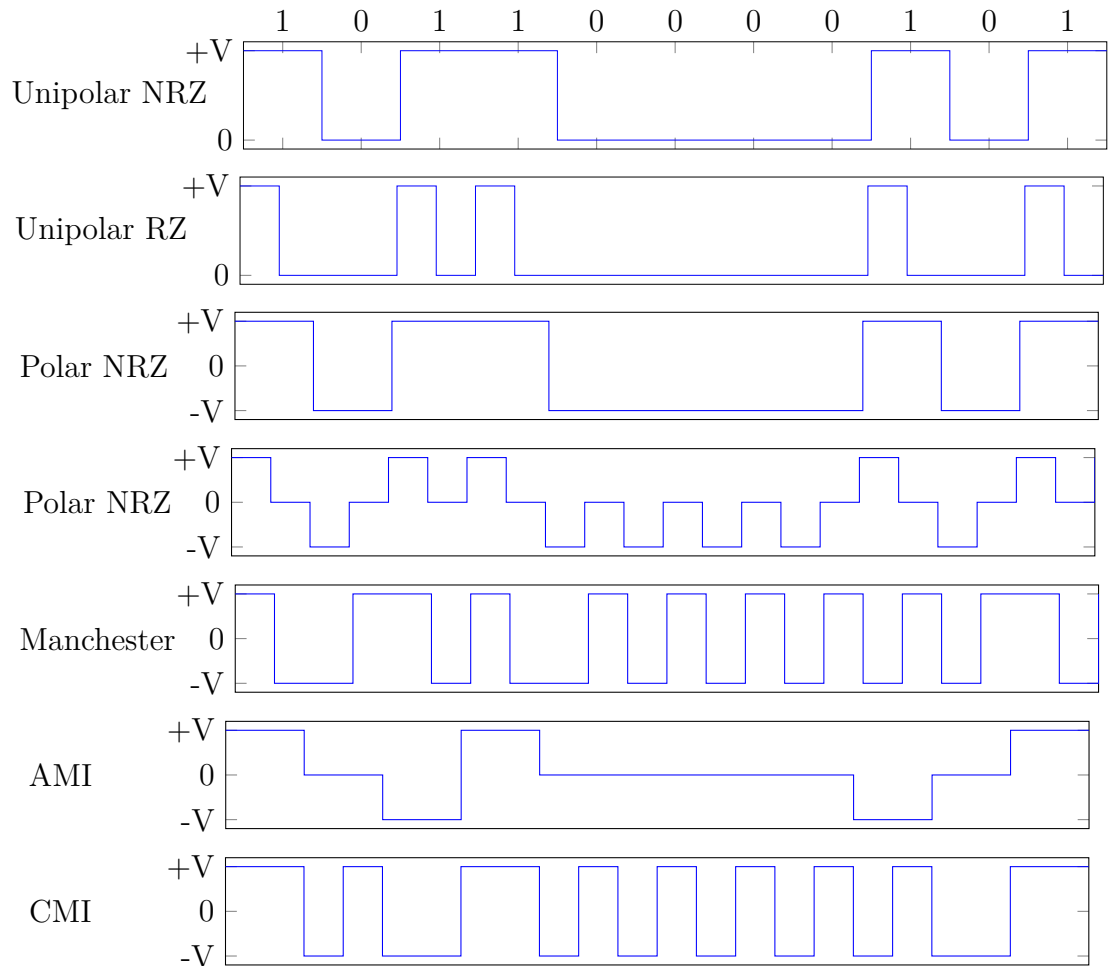 1 0 1 1 0 0 0 0 1 0 1
+V
Unipolar NRZ
0
+V
Unipolar RZ
0
+V
Polar NRZ 0
-V
+V
Polar NRZ 0
-V
+V
Manchester 0
-V
+V
AMI 0
-V
+V
CMI 0
-V